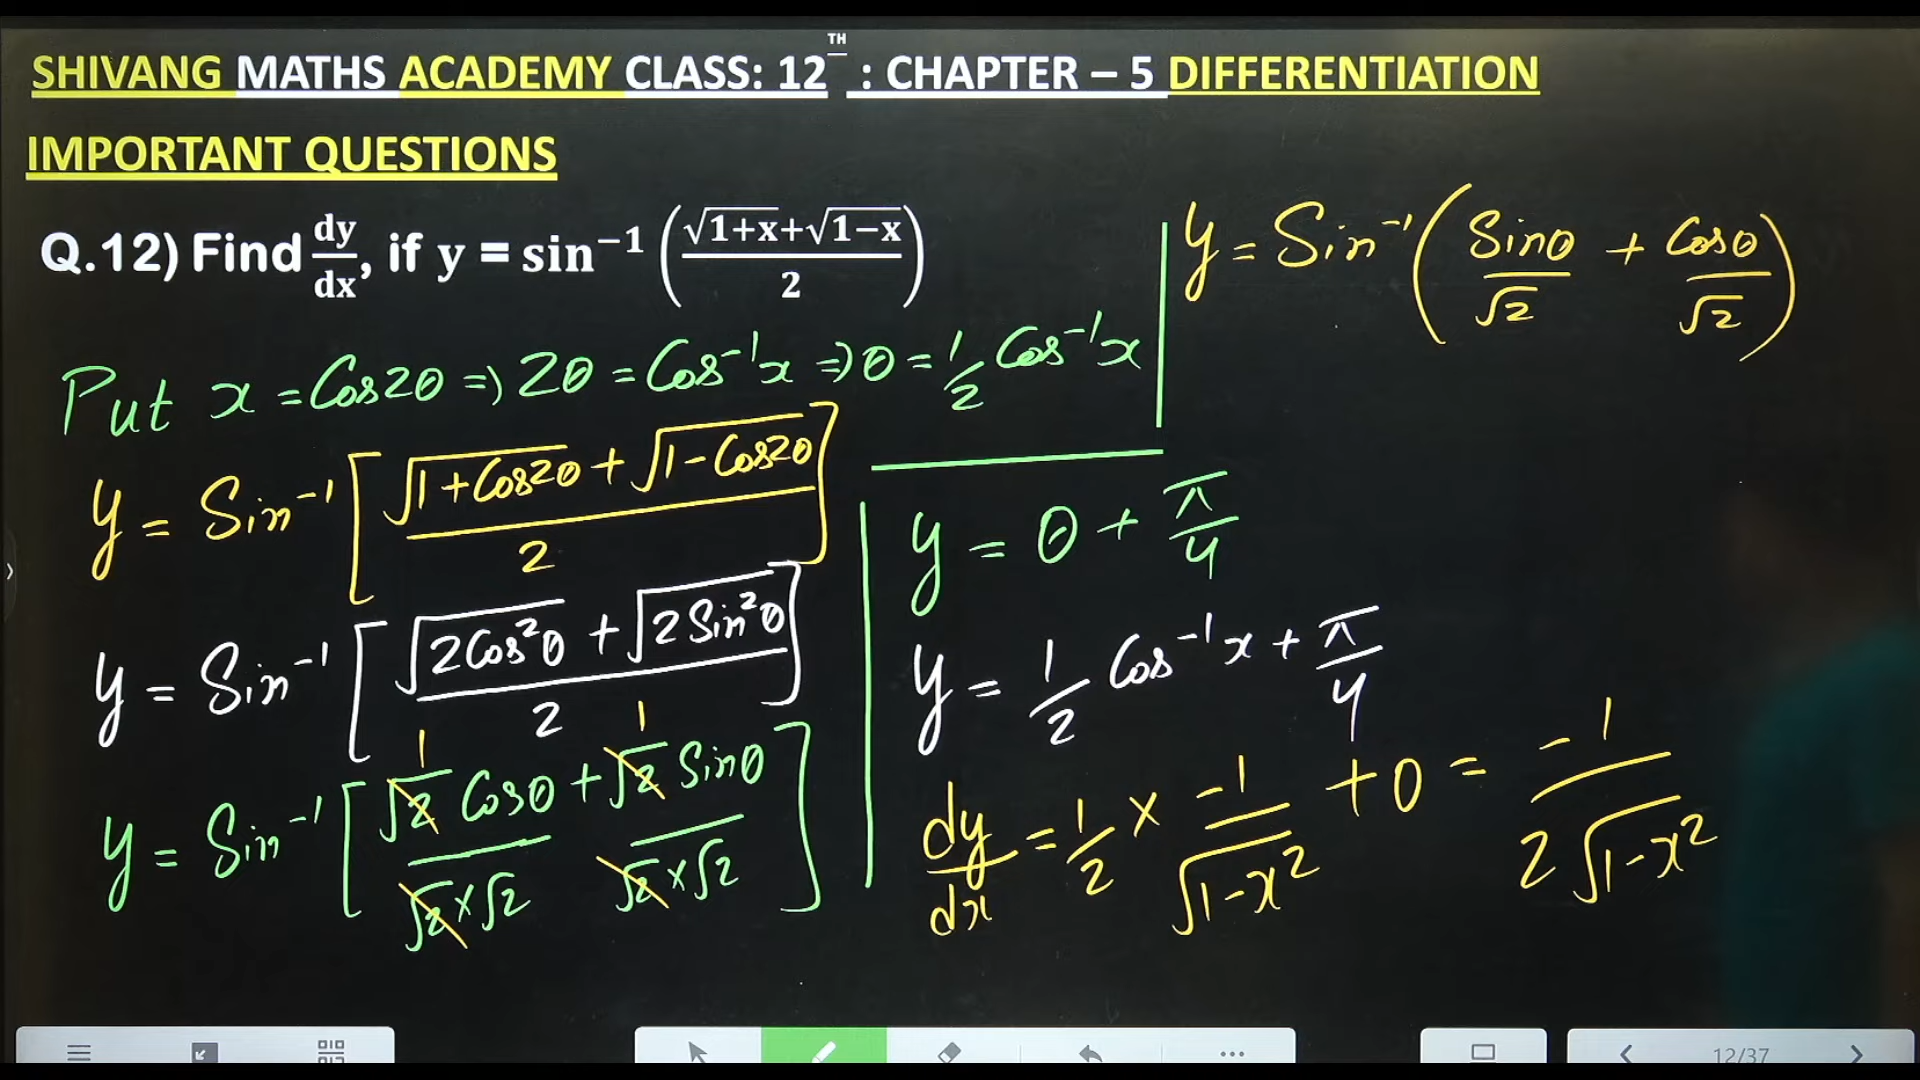 SHIVANG MATHS ACADEMY CLASS: 12TH : CHAPTER – 5 DIFFERENTIATION
IMPORTANT QUESTIONS
Q.12) Find dy/dx, if y = sin⁻¹ ((√1+x+√1−x)/2)
Put x = Cos2θ ⇒ 2θ = Cos⁻¹x ⇒ θ = 1/2 Cos⁻¹x
y = Sin⁻¹ [(√1+Cos2θ + √1-Cos2θ)/2]
y = Sin⁻¹ [(√2Cos²θ + √2Sin²θ)/2]
1 1
y = Sin⁻¹ [√2 Cosθ/(√2×√2) + √2 Sinθ/(√2×√2)]
y = Sin⁻¹ (Sinθ/√2 + Cosθ/√2)
y = θ + π/4
y = 1/2 Cos⁻¹x + π/4
dy/dx = 1/2 × -1/√1-x² + 0 = -1/2√1-x²
12/37